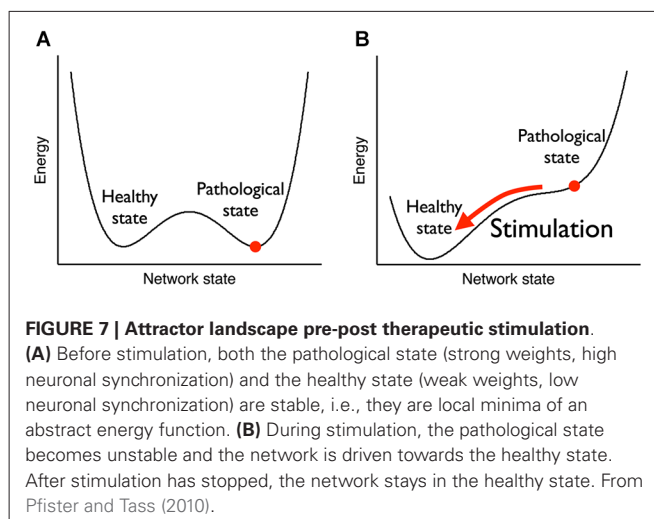 A
B
Energy
Healthy
state
Pathological
state
Network state
Energy
Pathological
state
Healthy
state
Stimulation
Network state
FIGURE 7 | Attractor landscape pre-post therapeutic stimulation.
(A) Before stimulation, both the pathological state (strong weights, high
neuronal synchronization) and the healthy state (weak weights, low
neuronal synchronization) are stable, i.e., they are local minima of an
abstract energy function. (B) During stimulation, the pathological state
becomes unstable and the network is driven towards the healthy state.
After stimulation has stopped, the network stays in the healthy state. From
Pfister and Tass (2010).